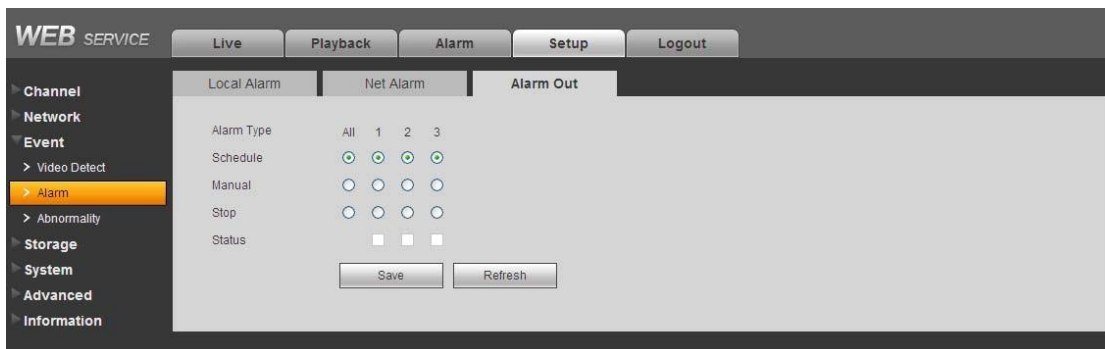 WEB SERVICE
Live Playback Alarm Setup Logout
Local Alarm Net Alarm Alarm Out
Channel
Network
Event
> Video Detect
> Alarm
> Abnormality
Storage
System
Advanced
Information
Alarm Type All 1 2 3
Schedule
Manual
Stop
Status
Save Refresh